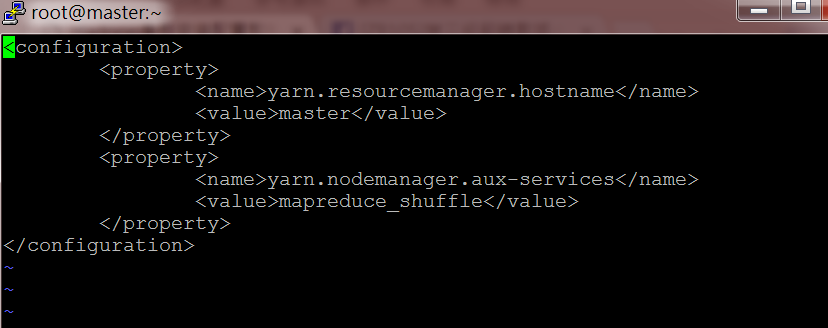 root@master:~
<configuration>
        <property>
                <name>yarn.resourcemanager.hostname</name>
                <value>master</value>
        </property>
        <property>
                <name>yarn.nodemanager.aux-services</name>
                <value>mapreduce_shuffle</value>
        </property>
</configuration>
~
~
~